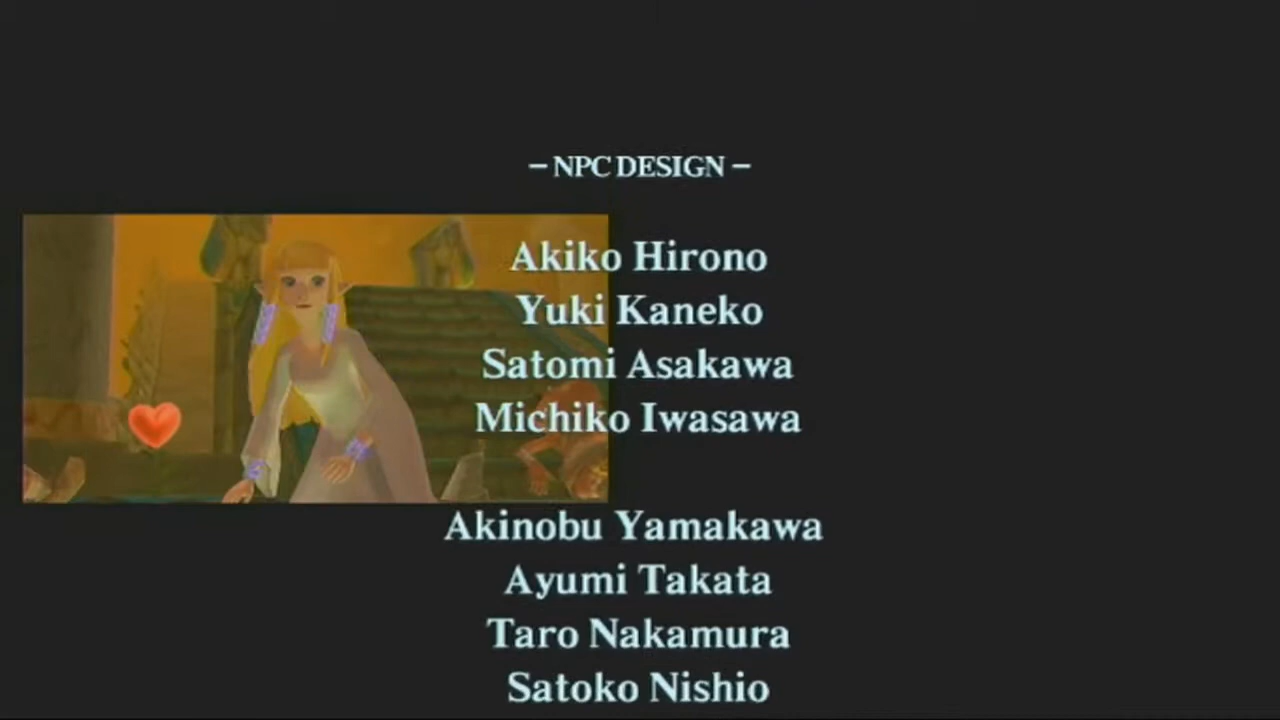 – NPC DESIGN –
Akiko Hirono
Yuki Kaneko
Satomi Asakawa
Michiko Iwasawa
Akinobu Yamakawa
Ayumi Takata
Taro Nakamura
Satoko Nishio